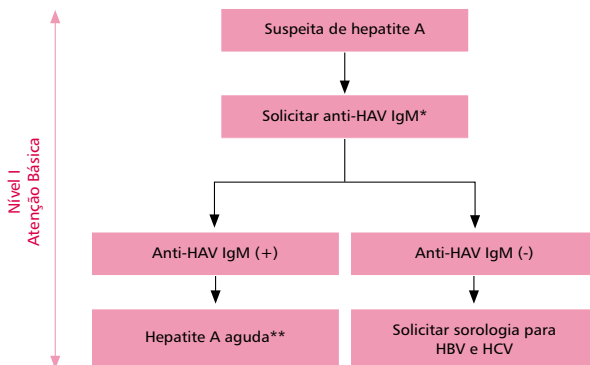 Nível I
Atenção Básica
Suspeita de hepatite A
Solicitar anti-HAV IgM*
Anti-HAV IgM (+)
Anti-HAV IgM (-)
Hepatite A aguda**
Solicitar sorologia para
HBV e HCV